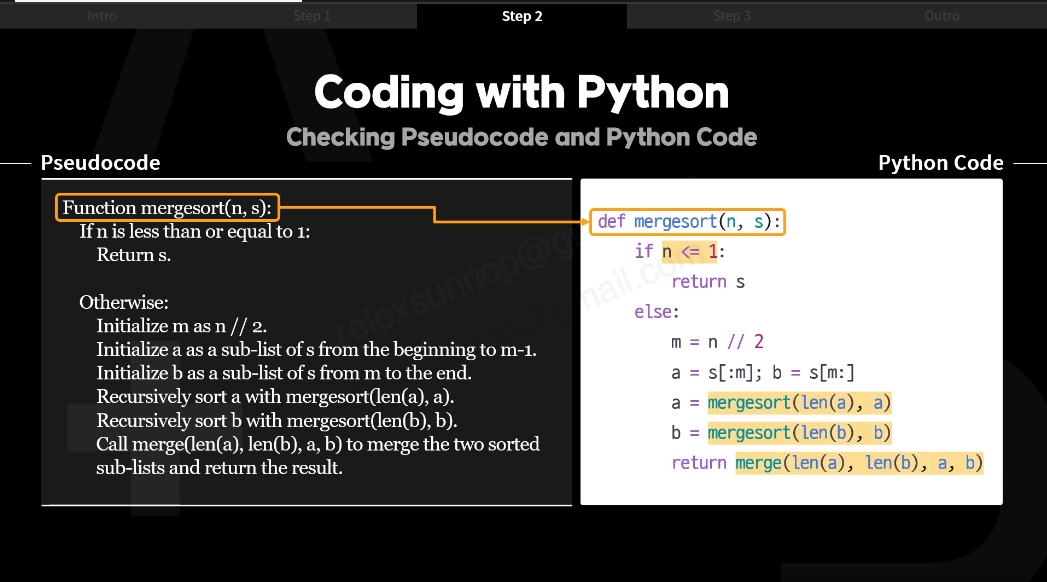 Intro
Step 1
Step 2
Step 3
Outro
Coding with Python
Checking Pseudocode and Python Code
Pseudocode
Function mergesort(n, s):
If n is less than or equal to 1:
Return s.
Otherwise:
Initialize m as n // 2.
Initialize a as a sub-list of s from the beginning to m-1.
Initialize b as a sub-list of s from m to the end.
Recursively sort a with mergesort(len(a), a).
Recursively sort b with mergesort(len(b), b).
Call merge(len(a), len(b), a, b) to merge the two sorted
sub-lists and return the result.
Python Code
def mergesort(n, s):
if n <= 1:
return s
else:
m = n // 2
a = s[:m]; b = s[m:]
a = mergesort(len(a), a)
b = mergesort(len(b), b)
return merge(len(a), len(b), a, b)